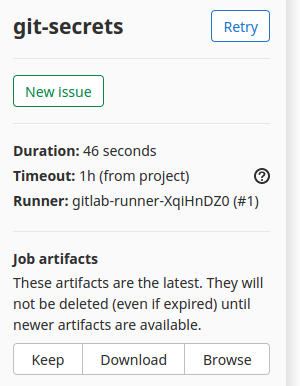 git-secrets
Retry
New issue
Duration: 46 seconds
Timeout: 1h (from project)
Runner: gitlab-runner-XqiHnDZ0 (#1)
Job artifacts
These artifacts are the latest. They will
not be deleted (even if expired) until
newer artifacts are available.
Keep
Download
Browse